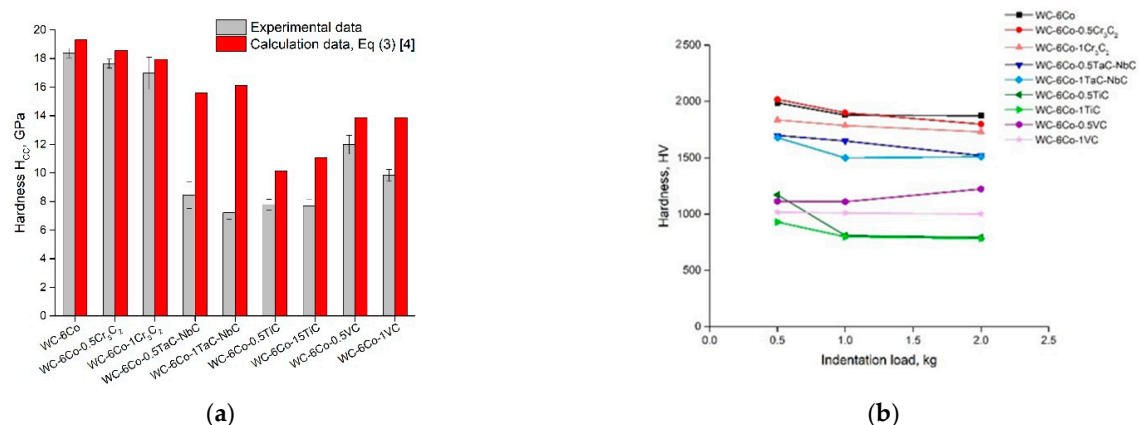 Experimental data
Calculation data, Eq (3) [4]
Hardness H_CC, GPa
20
18
16
14
12
10
8
6
4
2
0
WC-6Co
WC-6Co-0.5Cr₃C₂
WC-6Co-1Cr₃C₂
WC-6Co-0.5TaC-NbC
WC-6Co-1TaC-NbC
WC-6Co-0.5TiC
WC-6Co-15TiC
WC-6Co-0.5VC
WC-6Co-1VC
(a)
WC-6Co
WC-6Co-0.5Cr₃C₂
WC-6Co-1Cr₃C₂
WC-6Co-0.5TaC-NbC
WC-6Co-1TaC-NbC
WC-6Co-0.5TiC
WC-6Co-1TiC
WC-6Co-0.5VC
WC-6Co-1VC
Hardness, HV
2500
2000
1500
1000
500
0
0.0 0.5 1.0 1.5 2.0 2.5
Indentation load, kg
(b)